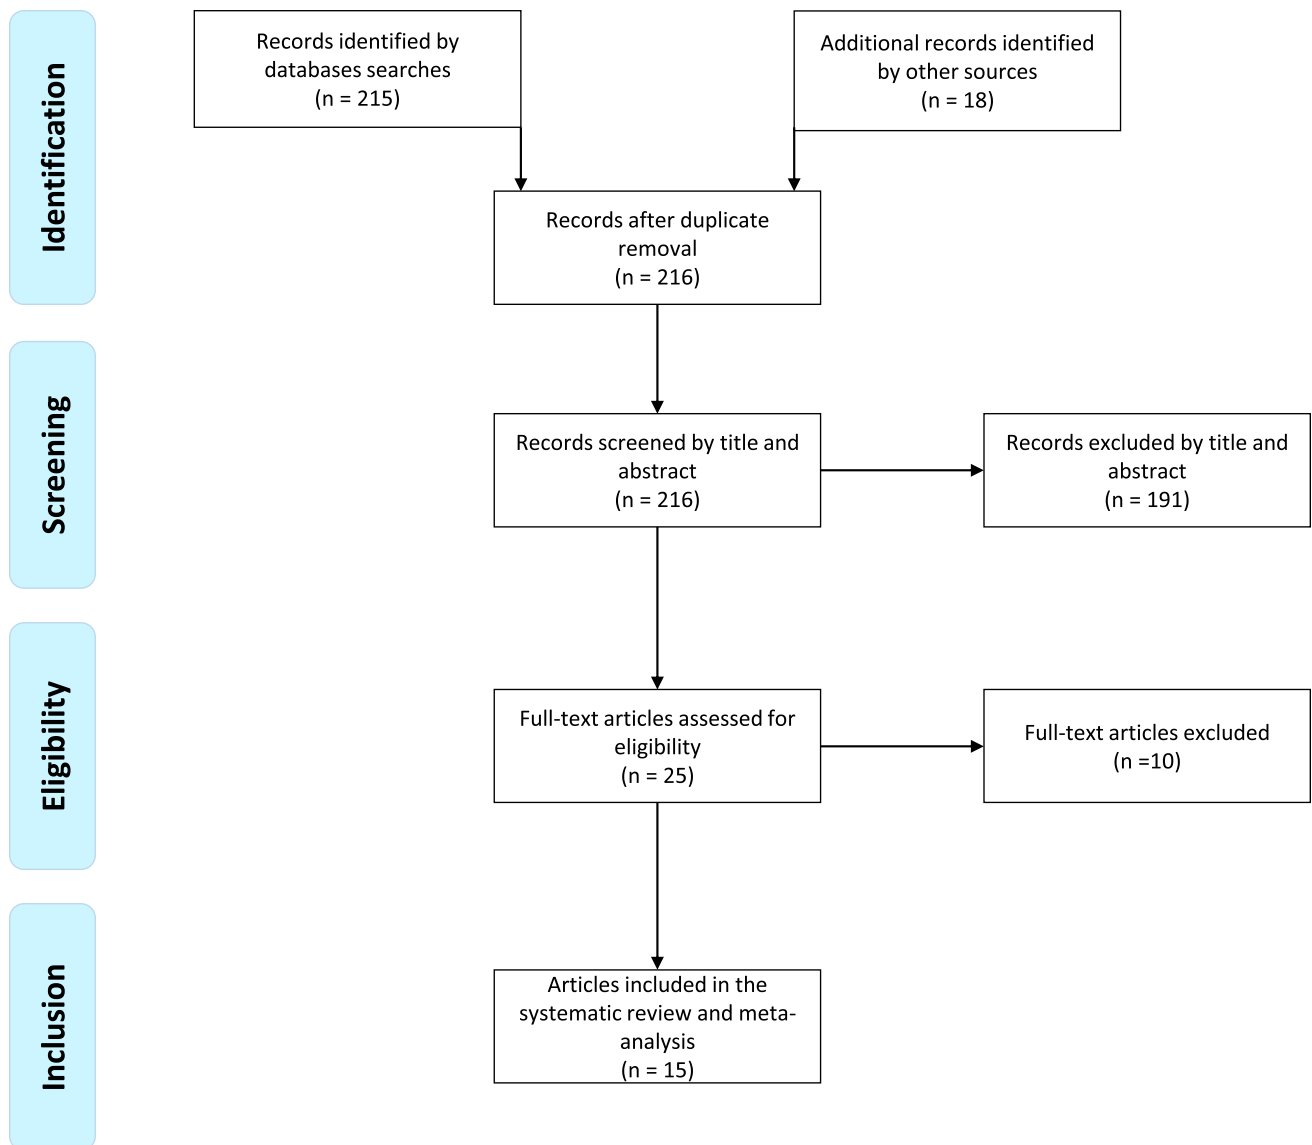 Identification
Records identified by
databases searches
(n = 215)
Additional records identified
by other sources
(n = 18)
Records after duplicate
removal
(n = 216)
Screening
Records screened by title and
abstract
(n = 216)
Records excluded by title and
abstract
(n = 191)
Eligibility
Full-text articles assessed for
eligibility
(n = 25)
Full-text articles excluded
(n =10)
Inclusion
Articles included in the
systematic review and meta-
analysis
(n = 15)